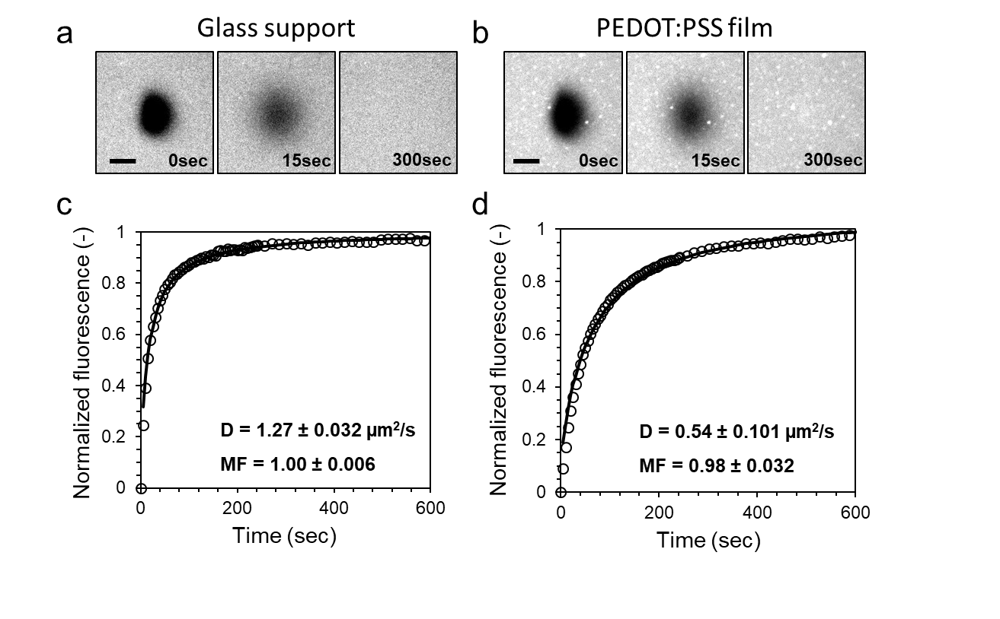 a
Glass support
b
PEDOT:PSS film
0sec
15sec
300sec
0sec
15sec
300sec
c
Normalized fluorescence (-)
1
0.8
0.6
0.4
0.2
0
D = 1.27 ± 0.032 µm²/s
MF = 1.00 ± 0.006
0 200 400 600
Time (sec)
d
Normalized fluorescence (-)
1
0.8
0.6
0.4
0.2
0
D = 0.54 ± 0.101 µm²/s
MF = 0.98 ± 0.032
0 200 400 600
Time (sec)